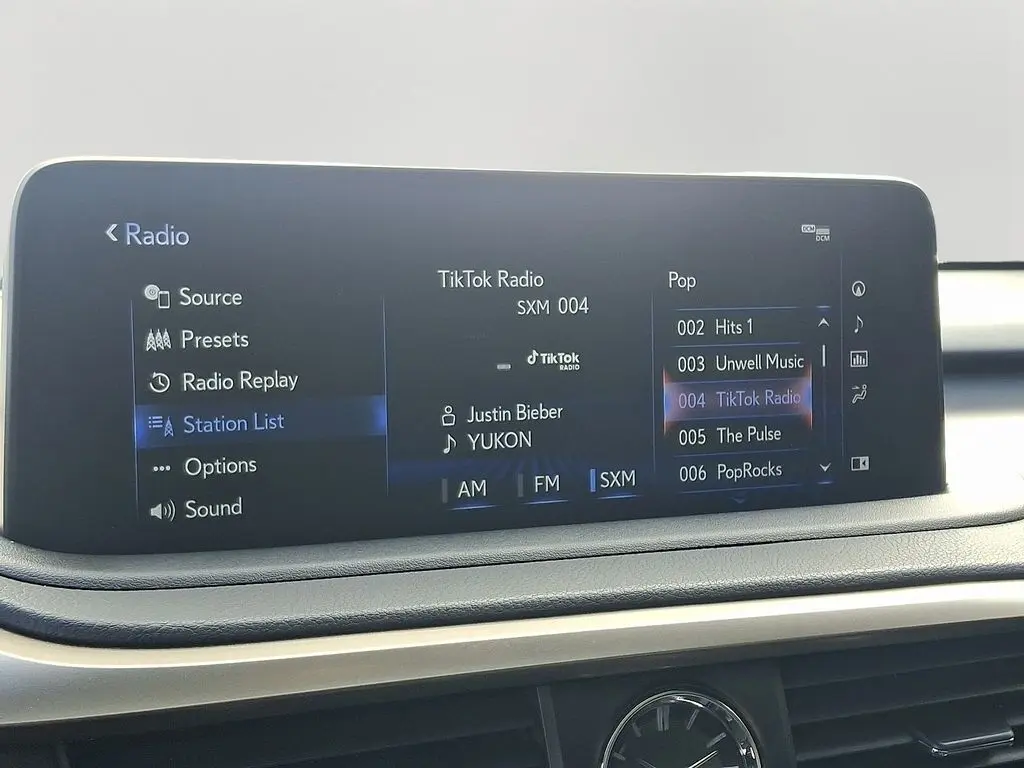 Radio
DCM
DCM
Source
Presets
Radio Replay
Station List
Options
Sound
TikTok Radio
SXM 004
TikTok
RADIO
Justin Bieber
YUKON
AM
FM
SXM
Pop
002 Hits 1
003 Unwell Music
004 TikTok Radio
005 The Pulse
006 PopRocks